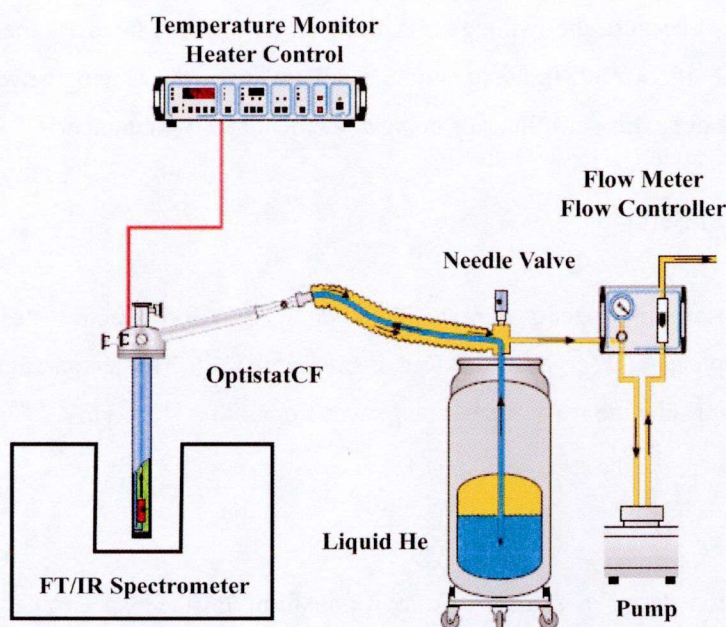 Temperature Monitor
Heater Control
Flow Meter
Flow Controller
Needle Valve
OptistatCF
Liquid He
FT/IR Spectrometer
Pump